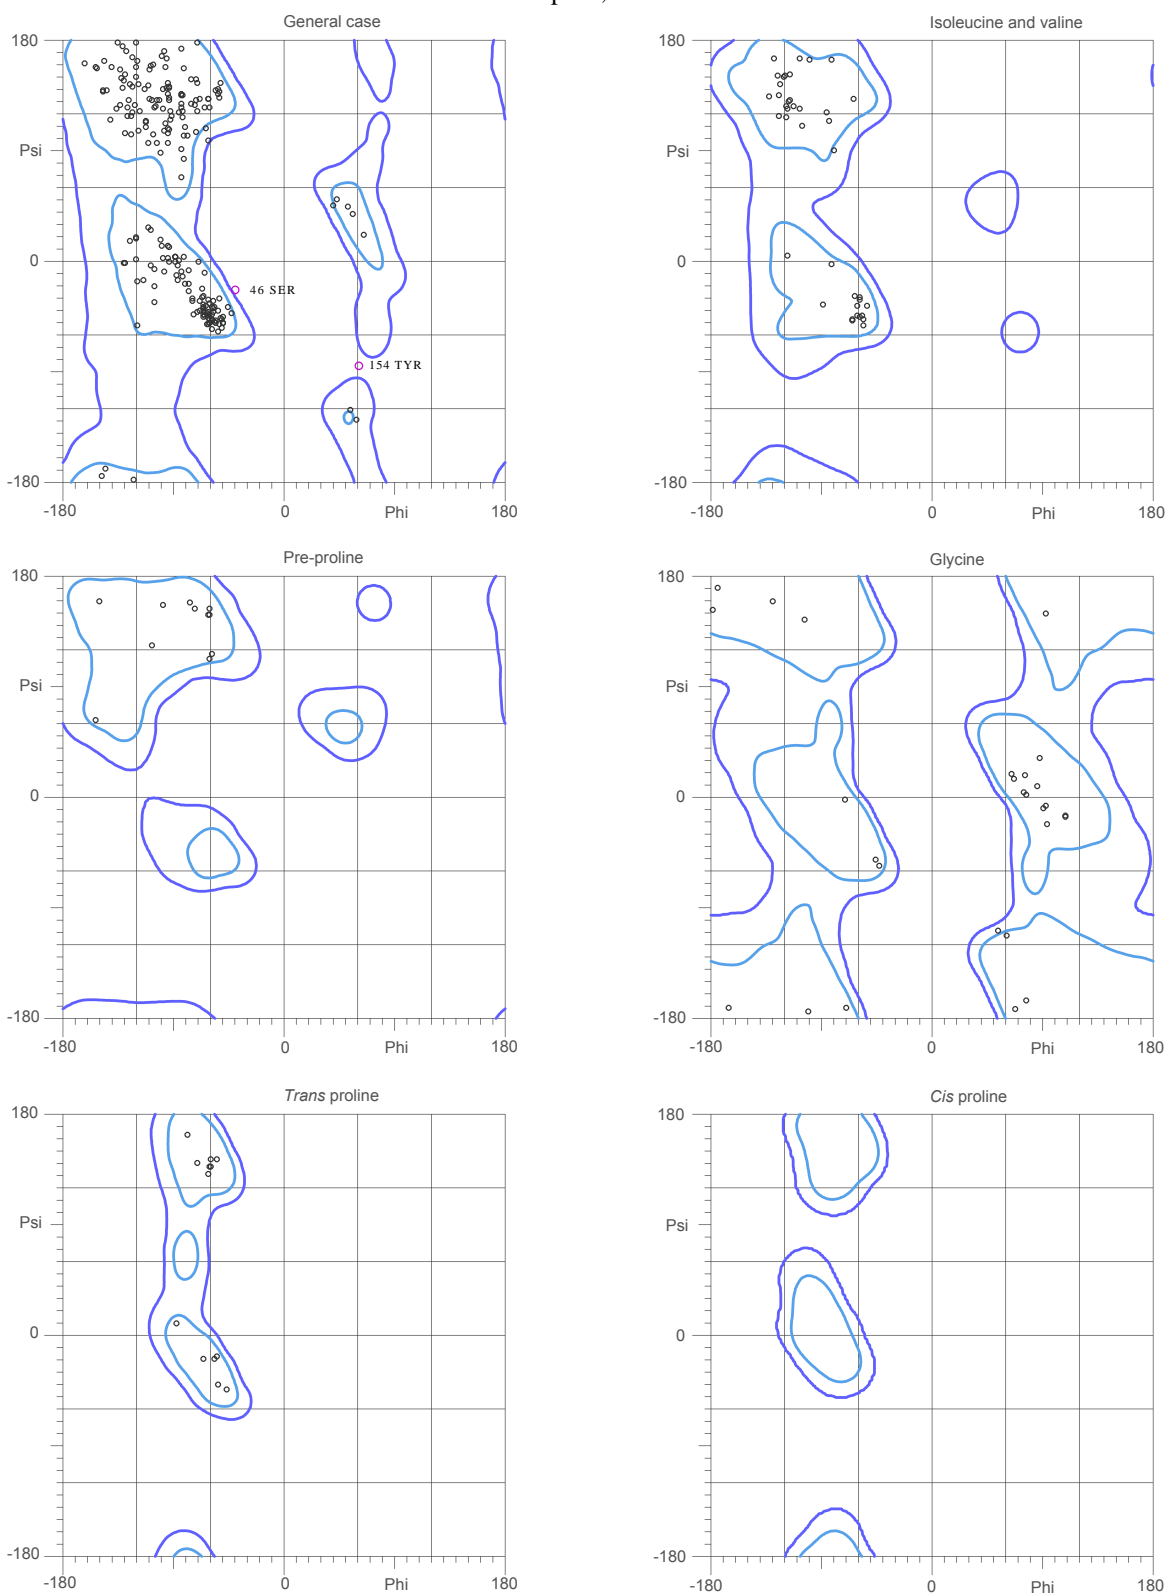 General case
Isoleucine and valine
180
Psi
0
-180
-180
0
Phi
180
46 SER
154 TYR
180
Psi
0
-180
-180
0
Phi
180
Pre-proline
Glycine
180
Psi
0
-180
-180
0
Phi
180
180
Psi
0
-180
-180
0
Phi
180
Trans proline
Cis proline
180
Psi
0
-180
-180
0
Phi
180
180
Psi
0
-180
-180
0
Phi
180